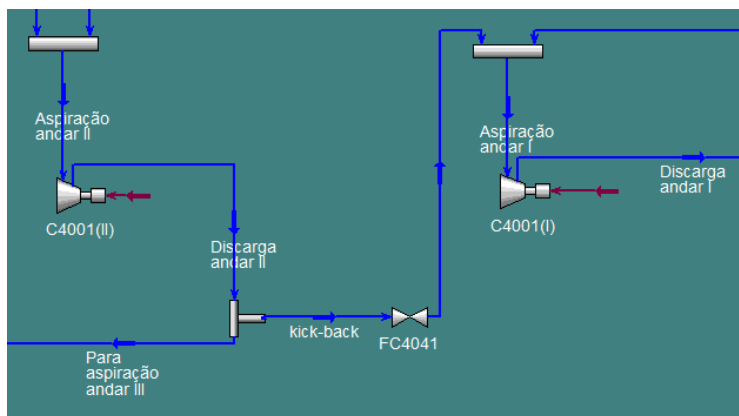 Aspiração
andar II
C4001(II)
Discarga
andar II
Para
aspiração
andar III
kick-back
FC4041
Aspiração
andar I
C4001(I)
Discarga
andar I